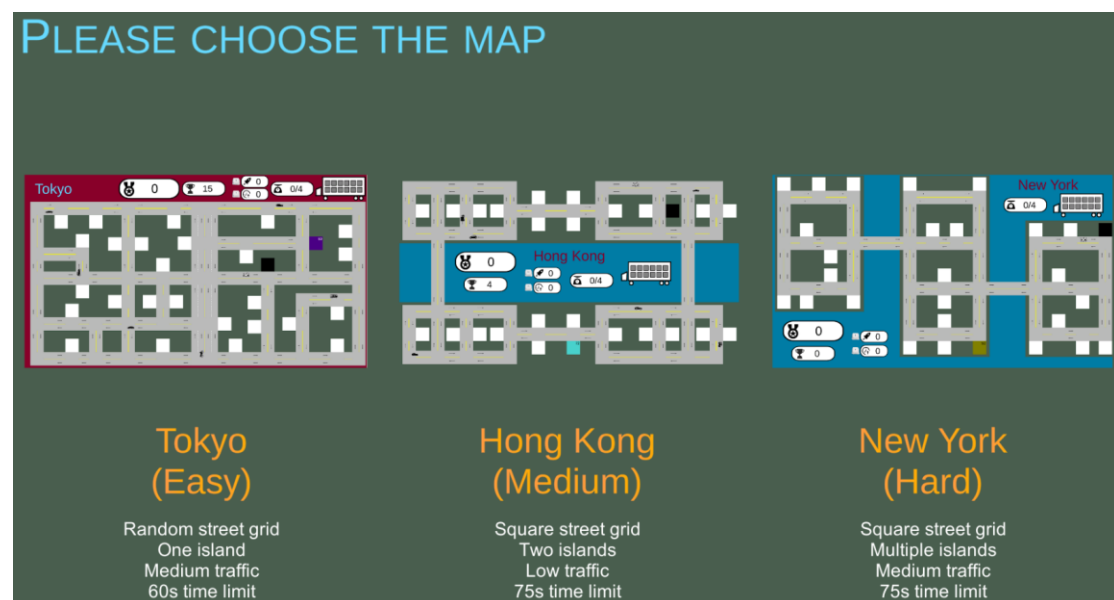 PLEASE CHOOSE THE MAP
Tokyo
0
15
0
0
0/4
0
4
Hong Kong
0
0
0/4
New York
0/4
0
0
0
0
Tokyo
(Easy)
Random street grid
One island
Medium traffic
60s time limit
Hong Kong
(Medium)
Square street grid
Two islands
Low traffic
75s time limit
New York
(Hard)
Square street grid
Multiple islands
Medium traffic
75s time limit